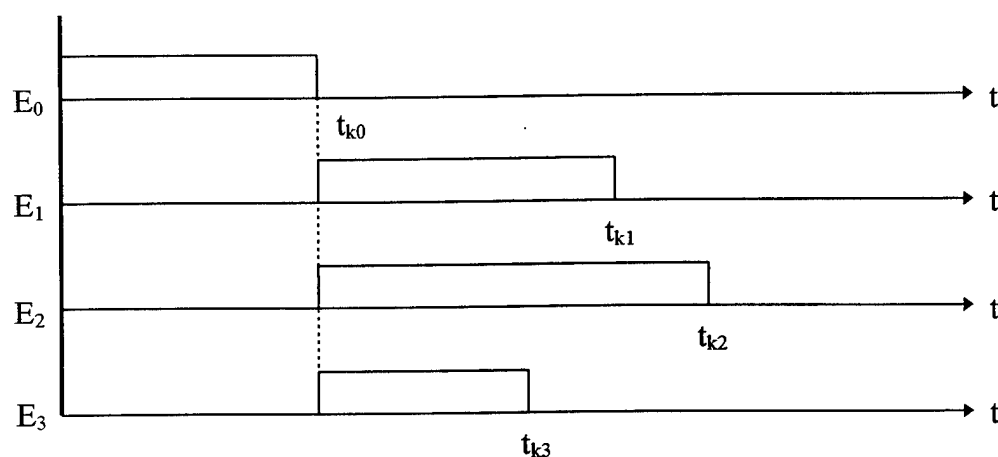 E₀ t
tₖ₀
E₁ t
tₖ₁
E₂ t
tₖ₂
E₃ t
tₖ₃